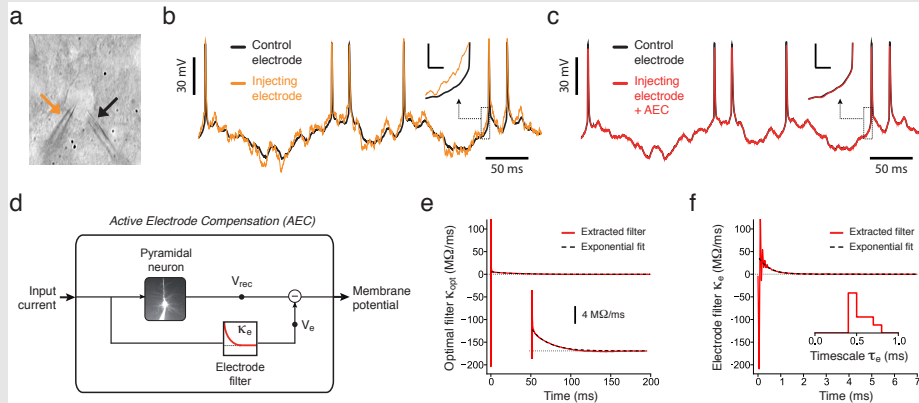 a
b
30 mV
Control
electrode
Injecting
electrode
50 ms
c
30 mV
Control
electrode
Injecting
electrode
+ AEC
50 ms
d
Active Electrode Compensation (AEC)
Pyramidal
neuron
Input
current
Vrec
−
Membrane
potential
Ve
κe
Electrode
filter
e
Optimal filter κopt (MΩ/ms)
100
50
0
−50
−100
−150
−200
Extracted filter
Exponential fit
4 MΩ/ms
0 50 100 150 200
Time (ms)
f
Electrode filter κe (MΩ/ms)
100
50
0
−50
−100
−150
−200
Extracted filter
Exponential fit
0.0 0.5 1.0
Timescale τe (ms)
0 1 2 3 4 5 6 7
Time (ms)